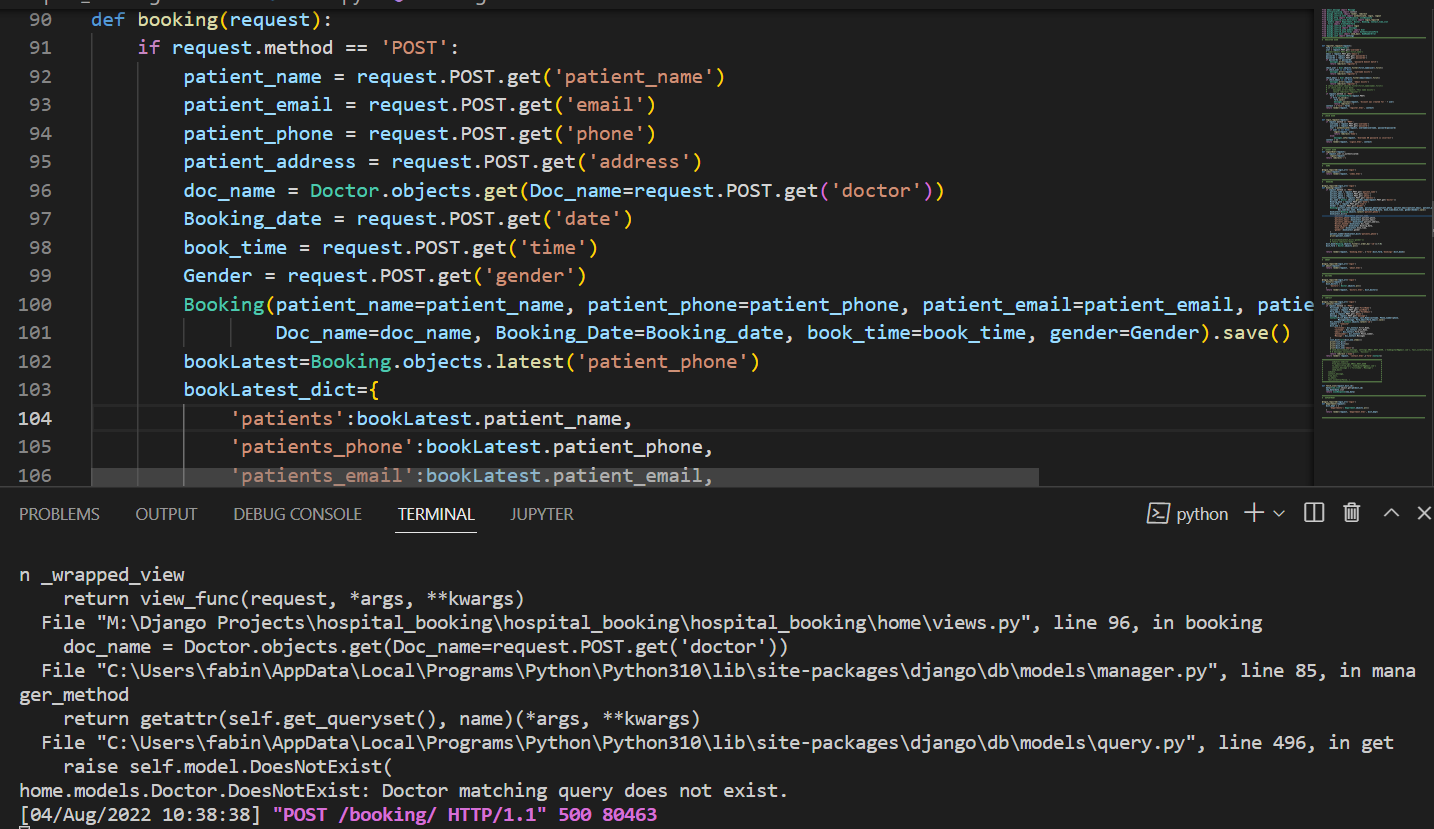 90 def booking(request):
91 if request.method == 'POST':
92 patient_name = request.POST.get('patient_name')
93 patient_email = request.POST.get('email')
94 patient_phone = request.POST.get('phone')
95 patient_address = request.POST.get('address')
96 doc_name = Doctor.objects.get(Doc_name=request.POST.get('doctor'))
97 Booking_date = request.POST.get('date')
98 book_time = request.POST.get('time')
99 Gender = request.POST.get('gender')
100 Booking(patient_name=patient_name, patient_phone=patient_phone, patient_email=patient_email, patie
101 Doc_name=doc_name, Booking_Date=Booking_date, book_time=book_time, gender=Gender).save()
102 bookLatest=Booking.objects.latest('patient_phone')
103 bookLatest_dict={
104 'patients':bookLatest.patient_name,
105 'patients_phone':bookLatest.patient_phone,
106 'patients_email':bookLatest.patient_email,
PROBLEMS OUTPUT DEBUG CONSOLE TERMINAL JUPYTER python
n _wrapped_view
return view_func(request, *args, **kwargs)
File "M:\Django Projects\hospital_booking\hospital_booking\hospital_booking\home\views.py", line 96, in booking
doc_name = Doctor.objects.get(Doc_name=request.POST.get('doctor'))
File "C:\Users\fabin\AppData\Local\Programs\Python\Python310\lib\site-packages\django\db\models\manager.py", line 85, in mana
ger_method
return getattr(self.get_queryset(), name)(*args, **kwargs)
File "C:\Users\fabin\AppData\Local\Programs\Python\Python310\lib\site-packages\django\db\models\query.py", line 496, in get
raise self.model.DoesNotExist(
home.models.Doctor.DoesNotExist: Doctor matching query does not exist.
[04/Aug/2022 10:38:38] "POST /booking/ HTTP/1.1" 500 80463